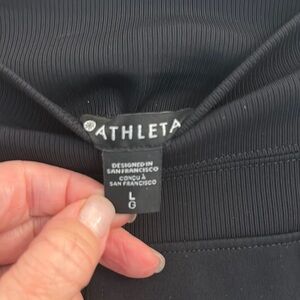 ATHLETA
DESIGNED IN
SAN FRANCISCO
CONÇU À
SAN FRANCISCO
L
G